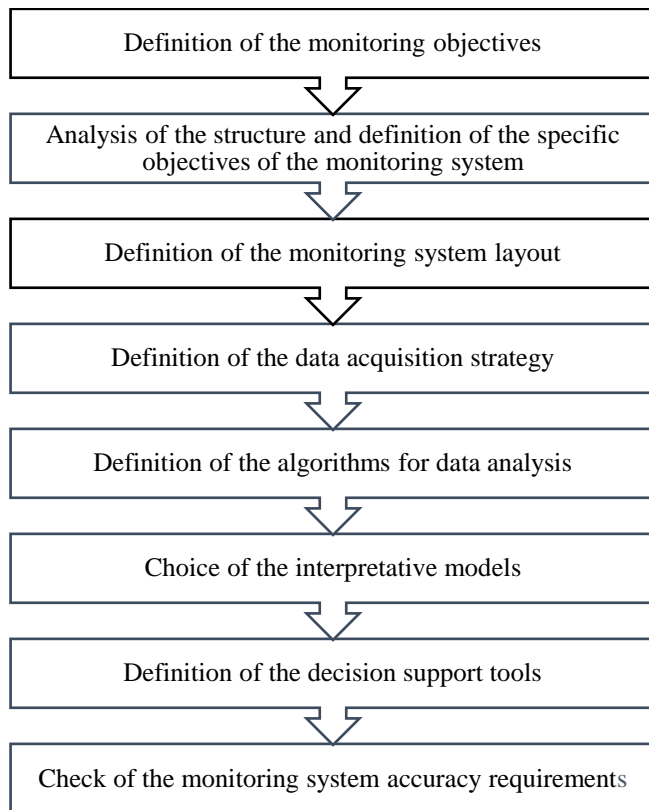 Definition of the monitoring objectives
Analysis of the structure and definition of the specific
objectives of the monitoring system
Definition of the monitoring system layout
Definition of the data acquisition strategy
Definition of the algorithms for data analysis
Choice of the interpretative models
Definition of the decision support tools
Check of the monitoring system accuracy requirements